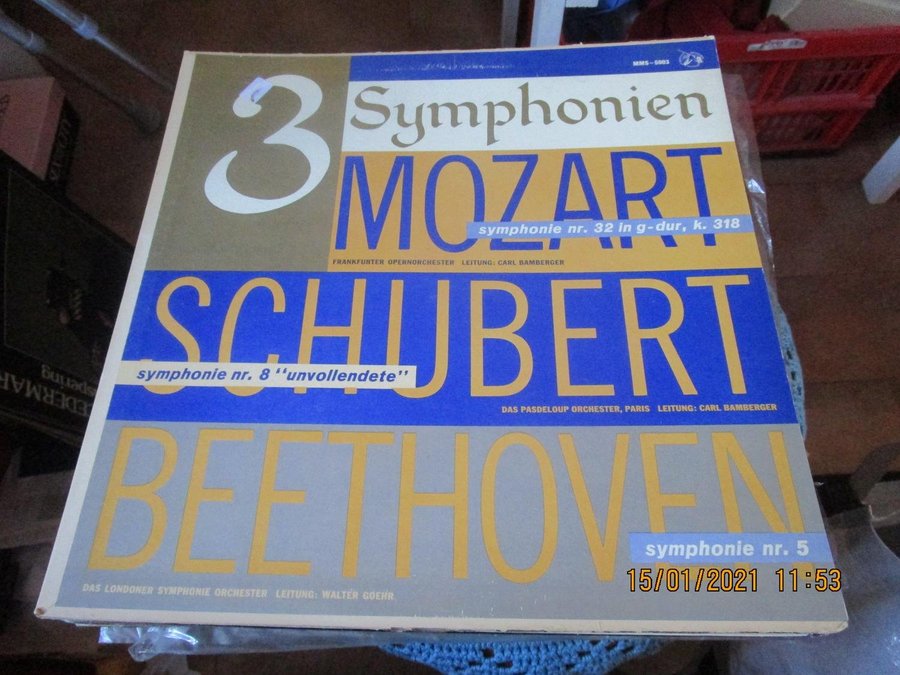 MMS-5003
3 Symphonien
MOZART
symphonie nr. 32 in g-dur, k. 318
FRANKFURTER OPERNORCHESTER LEITUNG: CARL BAMBERGER
SCHUBERT
symphonie nr. 8 "unvollendete"
DAS PASDELOUP ORCHESTER, PARIS LEITUNG: CARL BAMBERGER
BEETHOVEN
symphonie nr. 5
DAS LONDONER SYMPHONIE ORCHESTER LEITUNG: WALTER GOEHR
15/01/2021 11:53